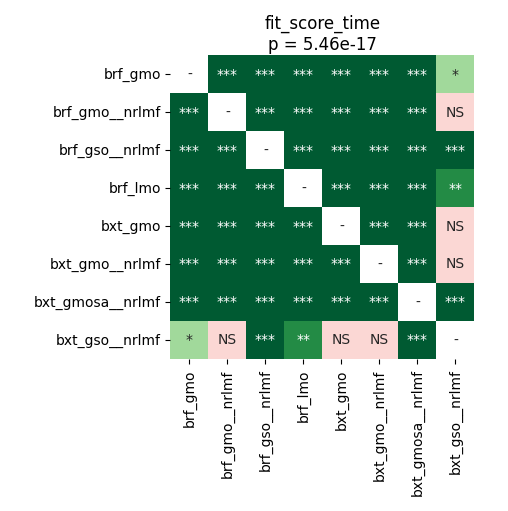 fit_score_time
p = 5.46e-17
brf_gmo - *** *** *** *** *** *** *
brf_gmo__nrlmf *** - *** *** *** *** *** NS
brf_gso__nrlmf *** *** - *** *** *** *** ***
brf_lmo *** *** *** - *** *** *** **
bxt_gmo *** *** *** *** - *** *** NS
bxt_gmo__nrlmf *** *** *** *** *** - *** NS
bxt_gmosa__nrlmf *** *** *** *** *** *** - ***
bxt_gso__nrlmf * NS *** ** NS NS *** -
brf_gmo
brf_gmo__nrlmf
brf_gso__nrlmf
brf_lmo
bxt_gmo
bxt_gmo__nrlmf
bxt_gmosa__nrlmf
bxt_gso__nrlmf